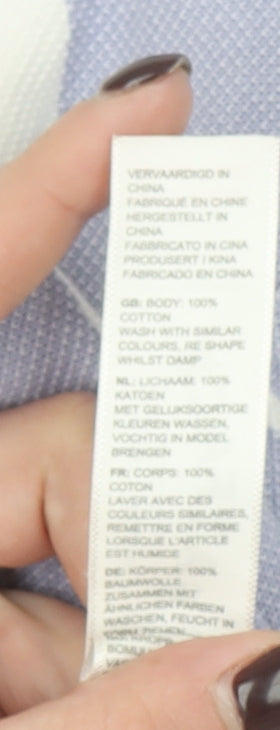 VERVAARDIGD IN
CHINA
FABRIQUÉ EN CHINE
HERGESTELLT IN
CHINA
FABBRICATO IN CINA
PRODUSERT I KINA
FABRICADO EN CHINA
GB: BODY: 100%
COTTON
WASH WITH SIMILAR
COLOURS, RE SHAPE
WHILST DAMP
NL: LICHAAM: 100%
KATOEN
MET GELIJKSOORTIGE
KLEUREN WASSEN,
VOCHTIG IN MODEL
BRENGEN
FR: CORPS: 100%
COTON
LAVER AVEC DES
COULEURS SIMILAIRES,
REMETTRE EN FORME
LORSQUE L'ARTICLE
EST HUMIDE
DE: KÖRPER: 100%
BAUMWOLLE
ZUSAMMEN MIT
ÄHNLICHEN FARBEN
WASCHEN, FEUCHT IN
FORM ZIEHEN